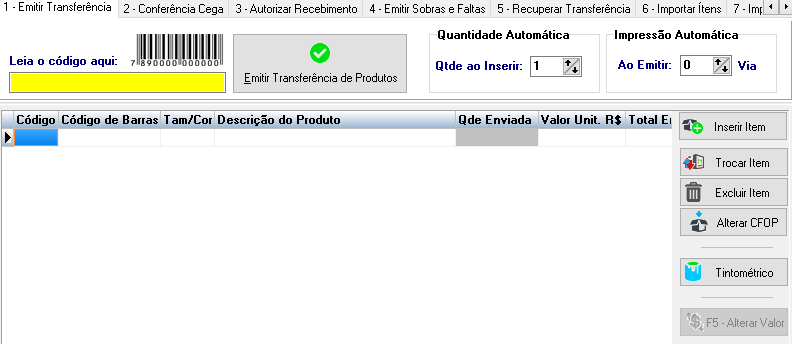 1 - Emitir Transferência 2 - Conferência Cega 3 - Autorizar Recebimento 4 - Emitir Sobras e Faltas 5 - Recuperar Transferência 6 - Importar Ítens 7 - Imp
Leia o código aqui:
7 890000 000000
Emitir Transferência de Produtos
Quantidade Automática
Qtde ao Inserir: 1
Impressão Automática
Ao Emitir: 0 Via
Código Código de Barras Tam/Cor Descrição do Produto Qde Enviada Valor Unit. R$ Total En
Inserir Item
Trocar Item
Excluir Item
Alterar CFOP
Tintométrico
F5 - Alterar Valor